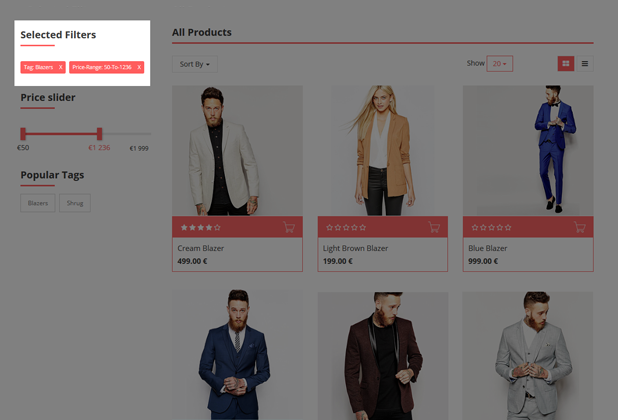 Selected Filters
Tag: Blazers X
Price-Range: 50-To-1236 X
Price slider
€50 €1 236 €1 999
Popular Tags
Blazers Shrug
All Products
Sort By Show 20
Cream Blazer
499.00 €
Light Brown Blazer
199.00 €
Blue Blazer
999.00 €